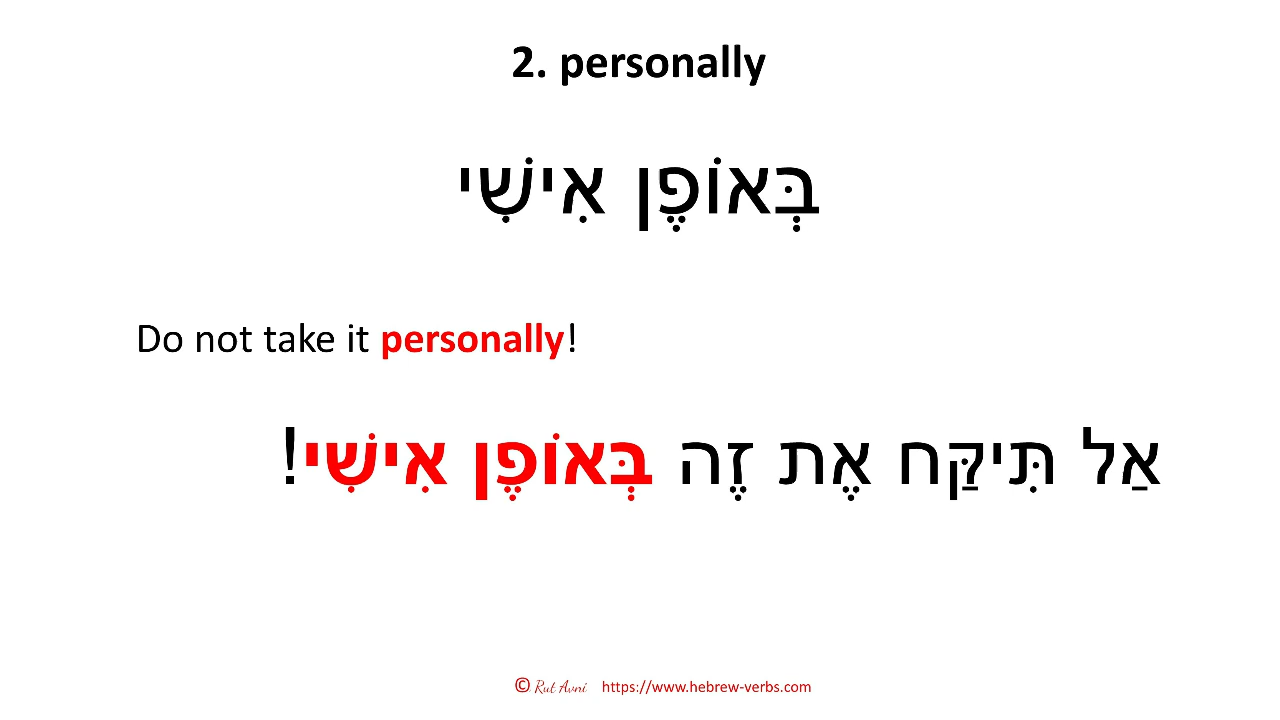 2. personally
בְּאוֹפֶן אִישִׁי
Do not take it personally!
אַל תִּיקַּח אֶת זֶה בְּאוֹפֶן אִישִׁי!
© Rut Avni https://www.hebrew-verbs.com